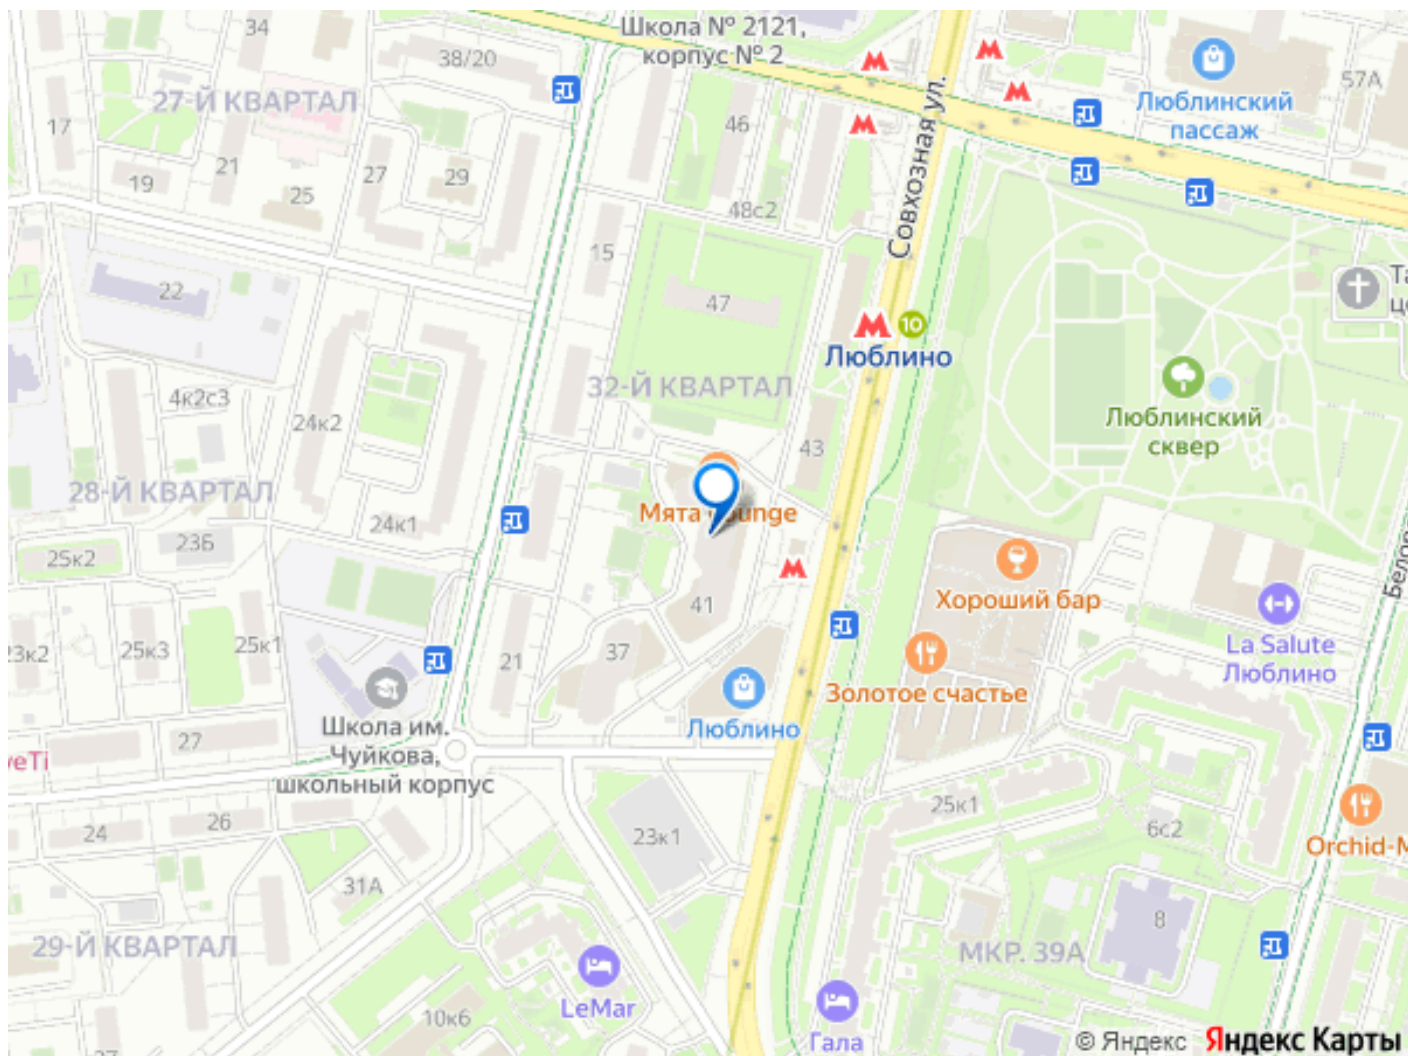 34
Школа № 2121,
корпус № 2
38/20
27-Й КВАРТАЛ
17
21
19
25
27
29
46
48с2
Совхозная ул.
Люблинский
пассаж
57А
15
22
47
10
Люблино
32-Й КВАРТАЛ
Люблинский
сквер
4к2с3
24к2
43
28-Й КВАРТАЛ
24к1
23Б
25к2
Мята
41
37
Хороший бар
La Salute
Люблино
25к3
25к1
21
Золотое счастье
Люблино
Школа им.
Чуйкова,
школьный корпус
27
24
26
23к1
25к1
6с2
31А
8
29-Й КВАРТАЛ
МКР. 39А
LeMar
10к6
Гала
27
© Яндекс Яндекс Карты